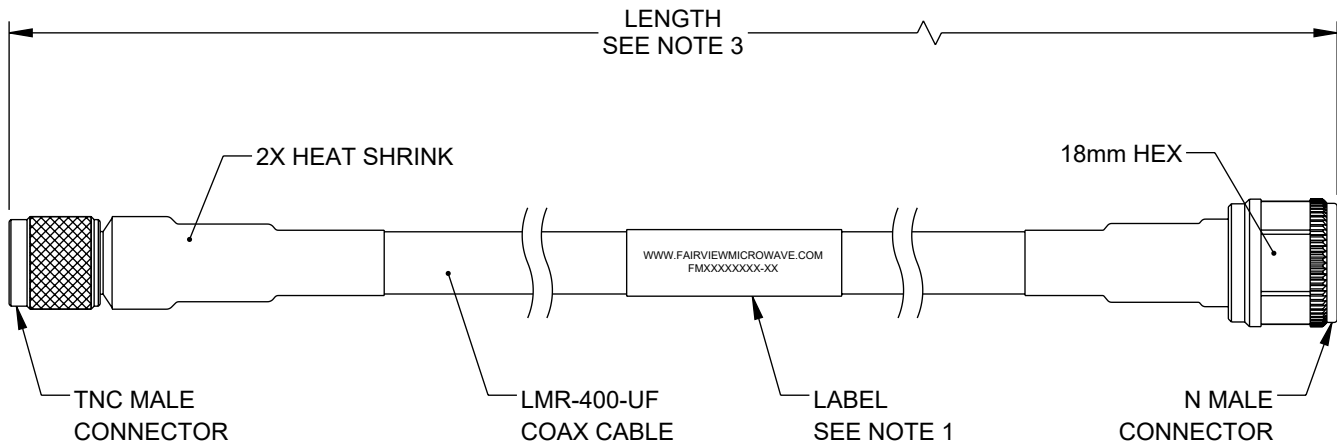 LENGTH
SEE NOTE 3
2X HEAT SHRINK
18mm HEX
WWW.FAIRVIEWMICROWAVE.COM
FMXXXXXXXX-XX
TNC MALE
CONNECTOR
LMR-400-UF
COAX CABLE
LABEL
SEE NOTE 1
N MALE
CONNECTOR